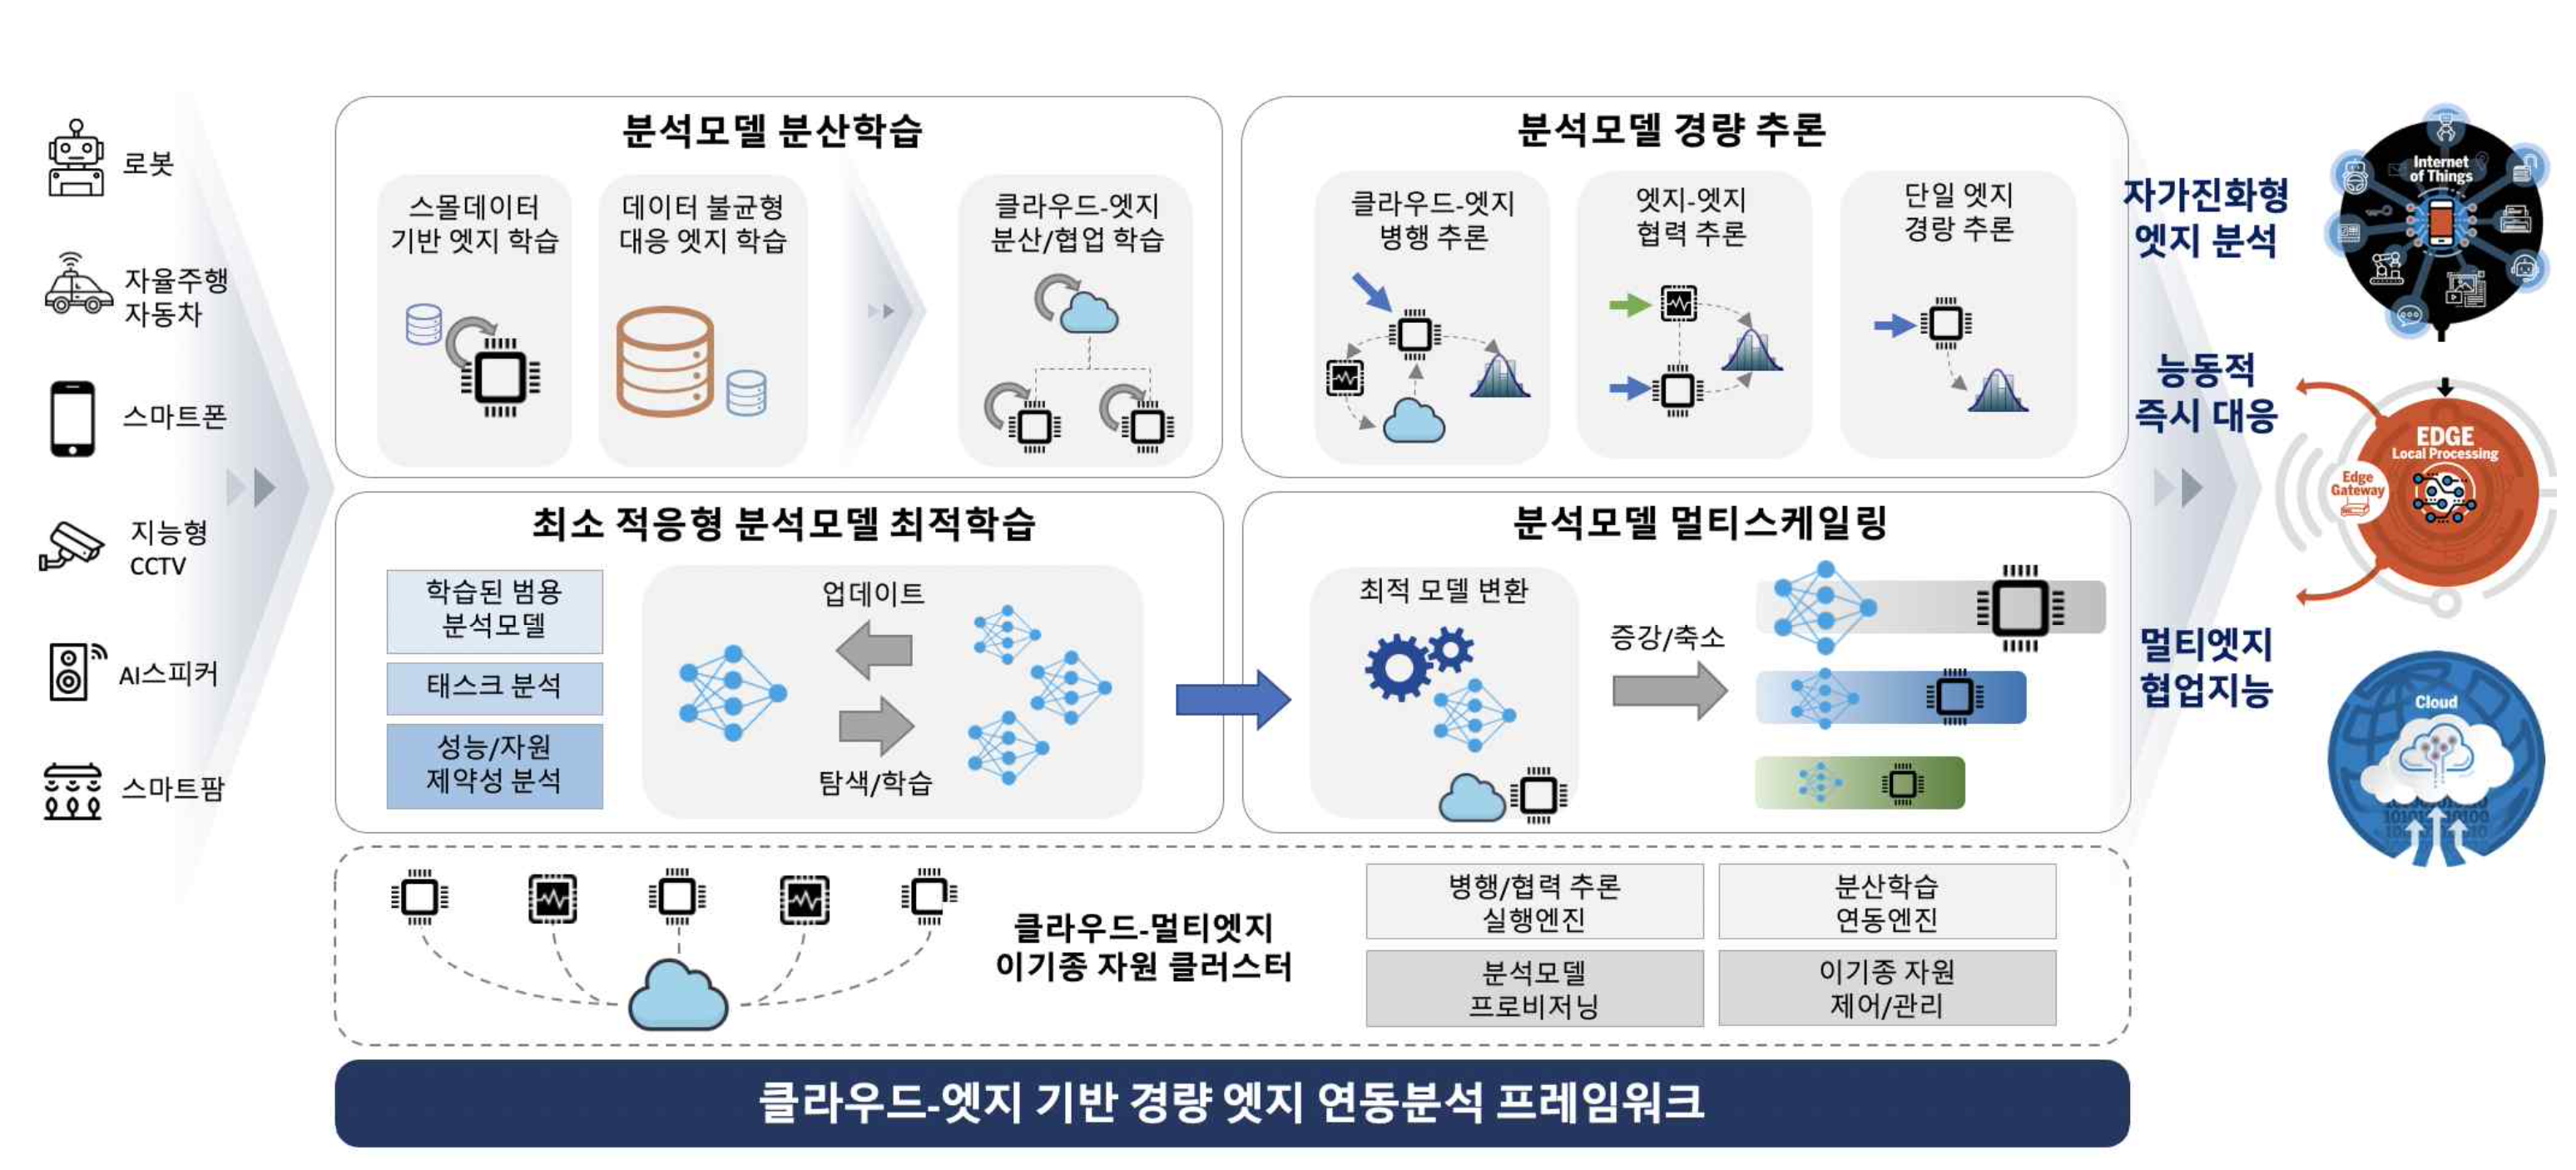 로봇
자율주행
자동차
스마트폰
지능형
CCTV
AI스피커
스마트팜
분석모델 분산학습
스몰데이터
기반 엣지 학습
데이터 불균형
대응 엣지 학습
클라우드-엣지
분산/협업 학습
분석모델 경량 추론
클라우드-엣지
병행 추론
엣지-엣지
협력 추론
단일 엣지
경랑 추론
최소 적응형 분석모델 최적학습
학습된 범용
분석모델
태스크 분석
성능/자원
제약성 분석
업데이트
탐색/학습
분석모델 멀티스케일링
최적 모델 변환
증강/축소
클라우드-멀티엣지
이기종 자원 클러스터
병행/협력 추론
실행엔진
분산학습
연동엔진
분석모델
프로비저닝
이기종 자원
제어/관리
클라우드-엣지 기반 경량 엣지 연동분석 프레임워크
자가진화형
엣지 분석
능동적
즉시 대응
멀티엣지
협업지능
Internet
of Things
EDGE
Local Processing
Edge
Gateway
Cloud